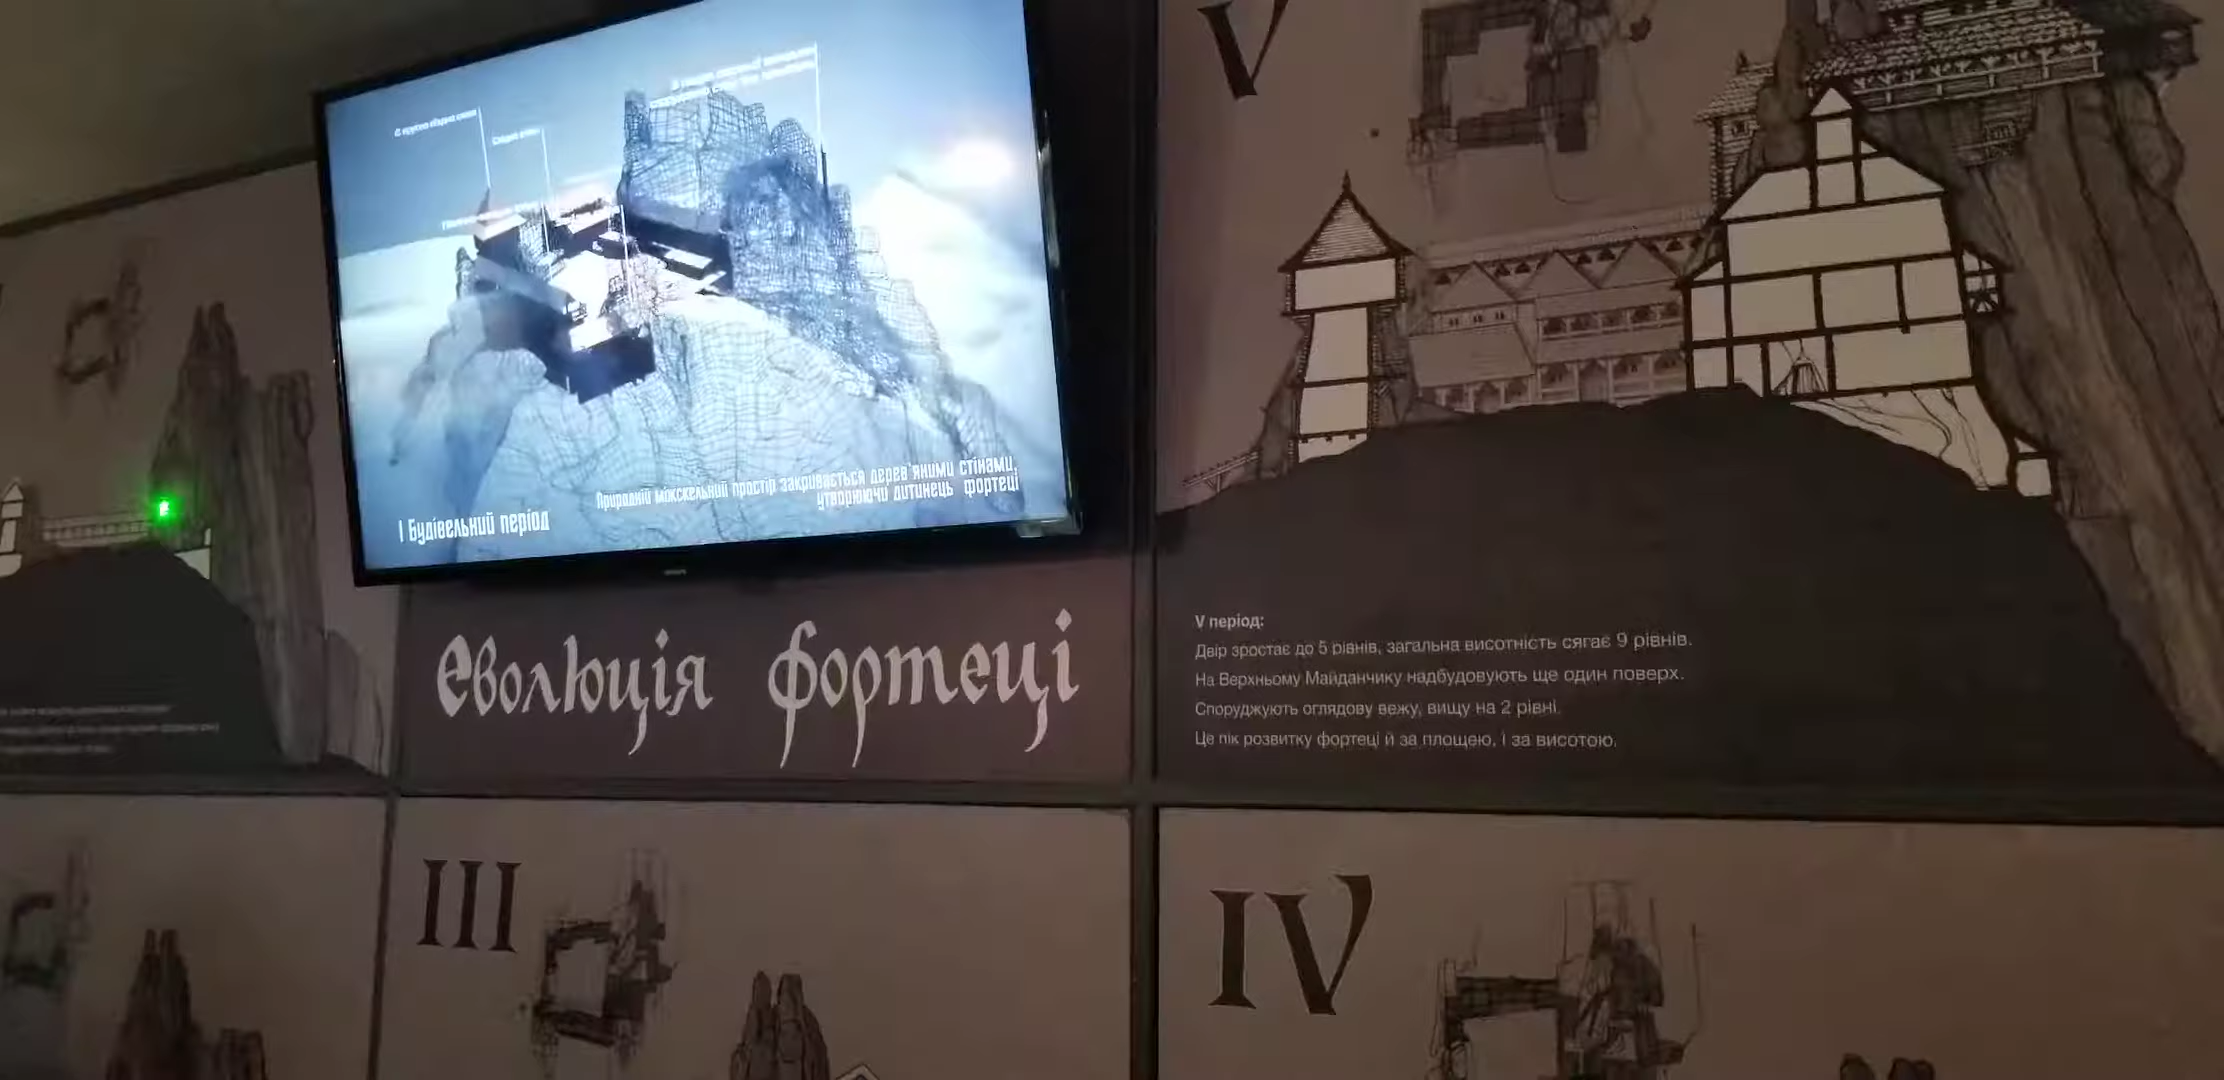 І Будівельний період
Природній міжскельний простір закривається дерев'яними стінами,
утворюючи дитинець фортеці
Еволюція фортеці
V
V період:
Двір зростає до 5 рівнів, загальна висотність сягає 9 рівнів.
На Верхньому Майданчику надбудовують ще один поверх.
Споруджують оглядову вежу, вищу на 2 рівні.
Це пік розвитку фортеці й за площею, і за висотою.
III
IV